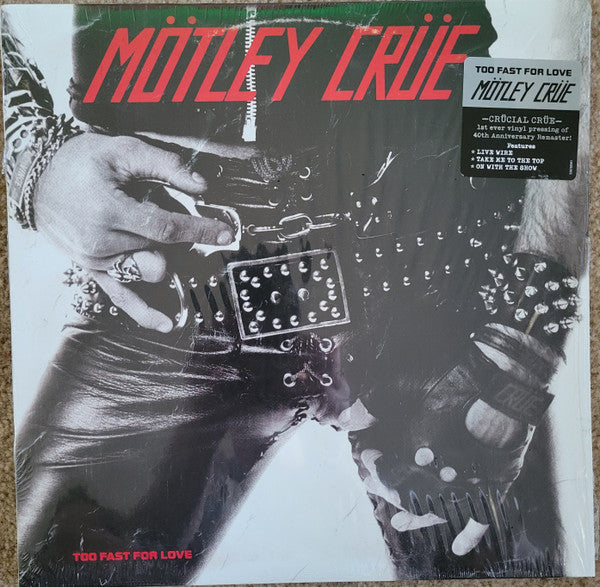 MÖTLEY CRÜE
TOO FAST FOR LOVE
MÖTLEY CRÜE
—CRÜCIAL CRÜE—
1st ever vinyl pressing of
40th Anniversary Remaster!
Features
★ LIVE WIRE
★ TAKE ME TO THE TOP
★ ON WITH THE SHOW
CRÜE
TOO FAST FOR LOVE